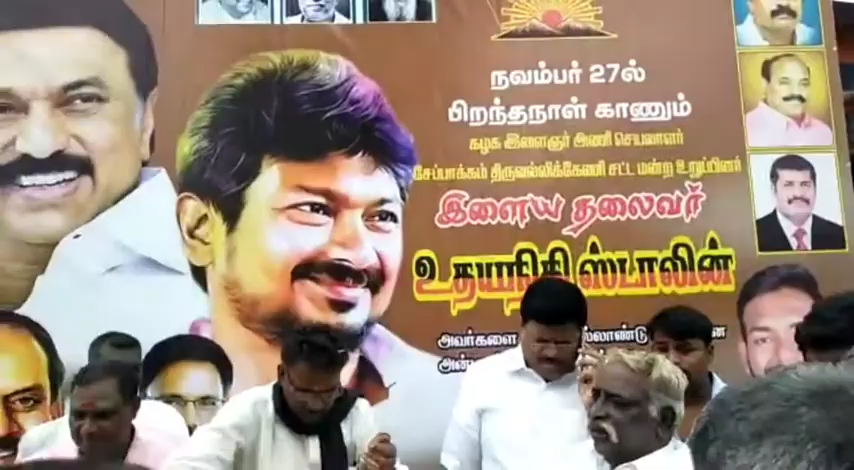 நவம்பர் 27ல்
பிறந்தநாள் காணும்
கழக இளைஞர் அணி செயலாளர்
சேப்பாக்கம் திருவல்லிக்கேணி சட்ட மன்ற உறுப்பினர்
இளைய தலைவர்
உதயநிதி ஸ்டாலின்
அவர்களை